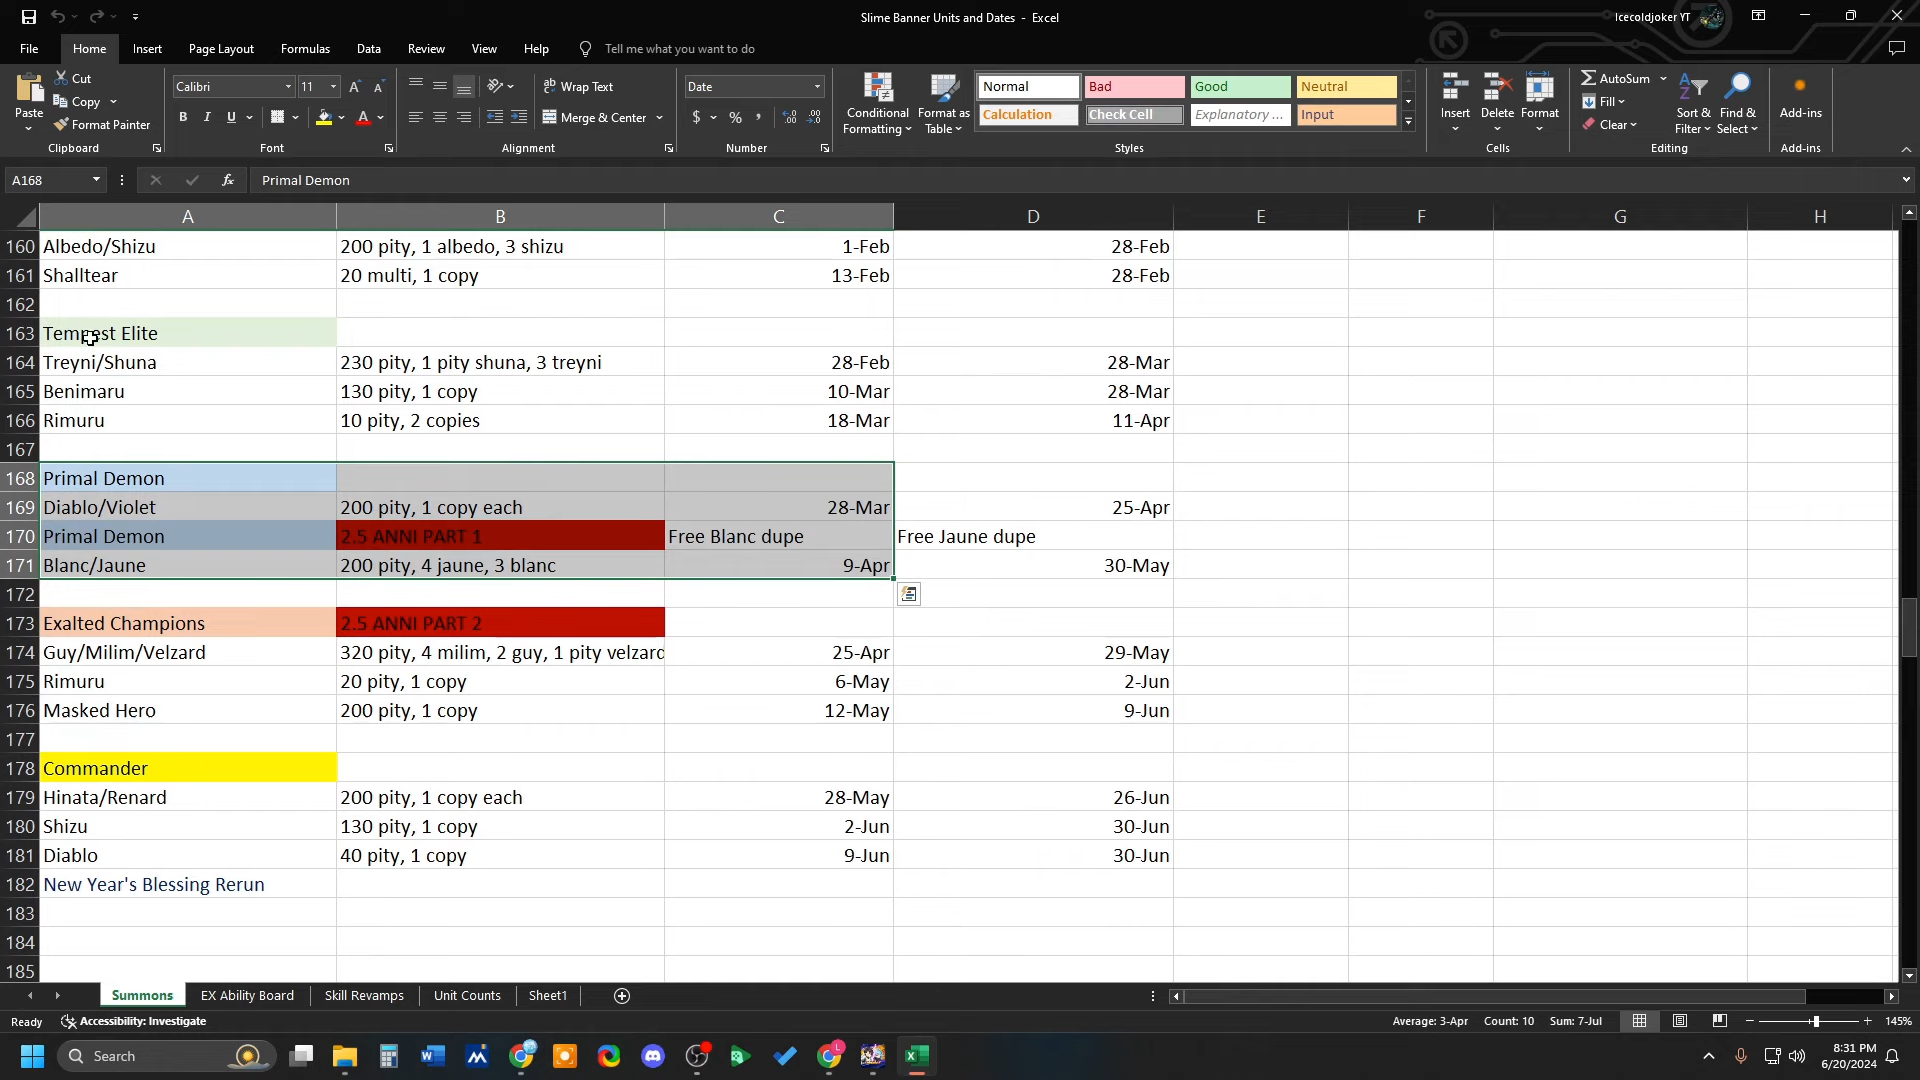 Slime Banner Units and Dates - Excel
Icecoldjoker YT
File Home Insert Page Layout Formulas Data Review View Help Tell me what you want to do
Paste Cut Copy Format Painter Clipboard
Calibri 11 B I U Font
Wrap Text Merge & Center Alignment
Date $ % , Number
Conditional Formatting Format as Table
Normal Bad Good Neutral
Calculation Check Cell Explanatory ... Input
Styles
Insert Delete Format Cells
AutoSum Fill Clear Sort & Filter Find & Select Editing
Add-ins Add-ins
A168 fx Primal Demon
A B C D E F G H
160 Albedo/Shizu 200 pity, 1 albedo, 3 shizu 1-Feb 28-Feb
161 Shalltear 20 multi, 1 copy 13-Feb 28-Feb
162
163 Tempest Elite
164 Treyni/Shuna 230 pity, 1 pity shuna, 3 treyni 28-Feb 28-Mar
165 Benimaru 130 pity, 1 copy 10-Mar 28-Mar
166 Rimuru 10 pity, 2 copies 18-Mar 11-Apr
167
168 Primal Demon
169 Diablo/Violet 200 pity, 1 copy each 28-Mar 25-Apr
170 Primal Demon 2.5 ANNI PART 1 Free Blanc dupe Free Jaune dupe
171 Blanc/Jaune 200 pity, 4 jaune, 3 blanc 9-Apr 30-May
172
173 Exalted Champions 2.5 ANNI PART 2
174 Guy/Milim/Velzard 320 pity, 4 milim, 2 guy, 1 pity velzard 25-Apr 29-May
175 Rimuru 20 pity, 1 copy 6-May 2-Jun
176 Masked Hero 200 pity, 1 copy 12-May 9-Jun
177
178 Commander
179 Hinata/Renard 200 pity, 1 copy each 28-May 26-Jun
180 Shizu 130 pity, 1 copy 2-Jun 30-Jun
181 Diablo 40 pity, 1 copy 9-Jun 30-Jun
182 New Year's Blessing Rerun
183
184
185
Summons EX Ability Board Skill Revamps Unit Counts Sheet1
Ready Accessibility: Investigate Average: 3-Apr Count: 10 Sum: 7-Jul 145%
Search 8:31 PM
6/20/2024